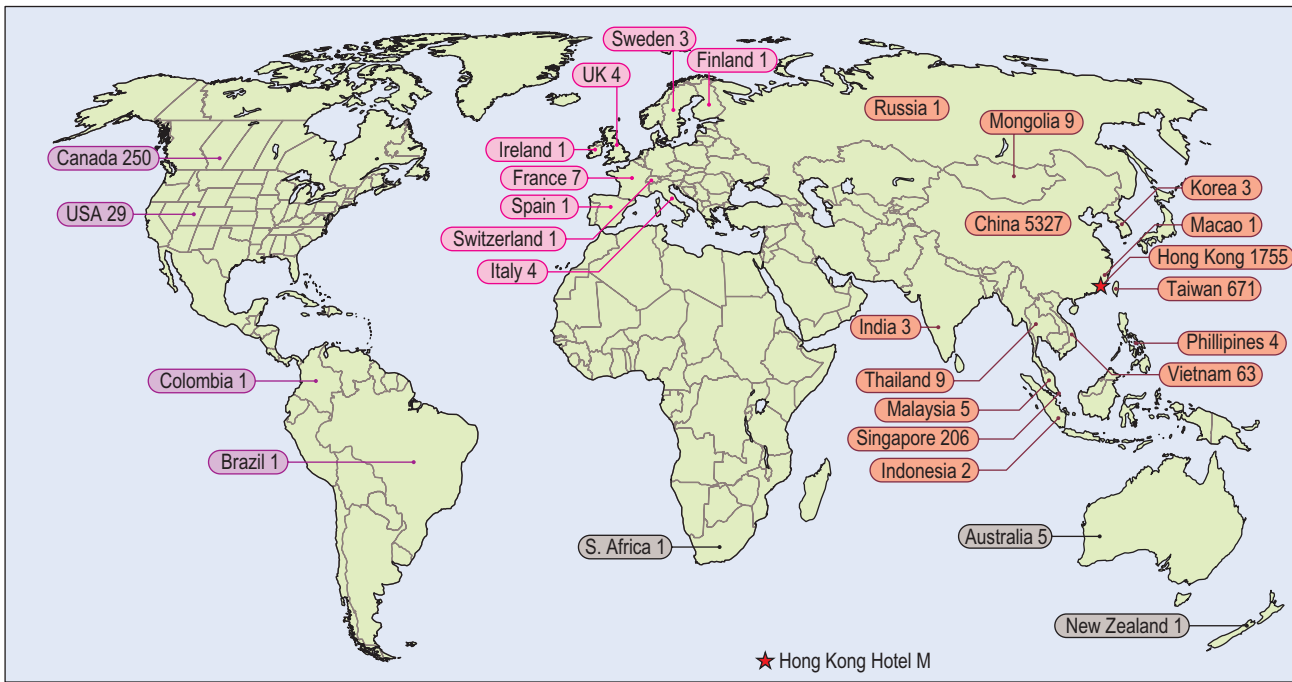 Sweden 3
Finland 1
UK 4
Russia 1
Mongolia 9
Canada 250
Ireland 1
France 7
Korea 3
USA 29
Spain 1
China 5327
Macao 1
Switzerland 1
Hong Kong 1755
Italy 4
Taiwan 671
India 3
Phillipines 4
Colombia 1
Thailand 9
Vietnam 63
Malaysia 5
Singapore 206
Brazil 1
Indonesia 2
S. Africa 1
Australia 5
New Zealand 1
Hong Kong Hotel M